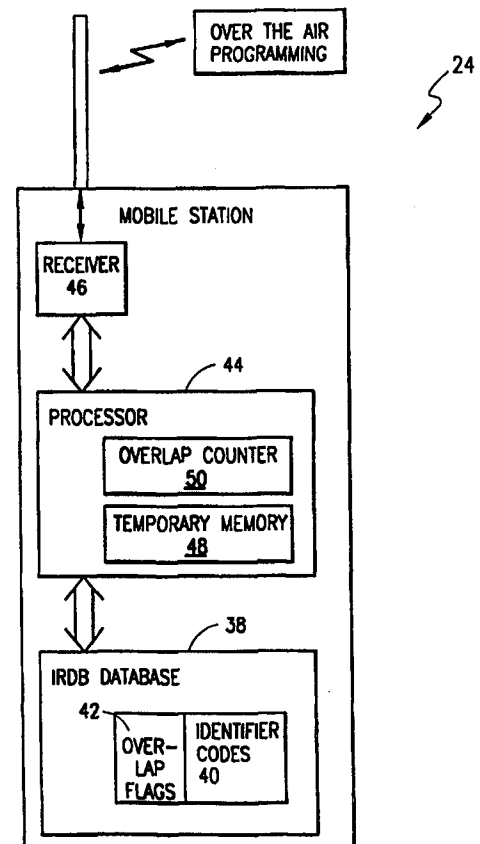 OVER THE AIR
PROGRAMMING
24
MOBILE STATION
RECEIVER
46
44
PROCESSOR
OVERLAP COUNTER
50
TEMPORARY MEMORY
48
38
IRDB DATABASE
42
OVER-
LAP
FLAGS
IDENTIFIER
CODES
40